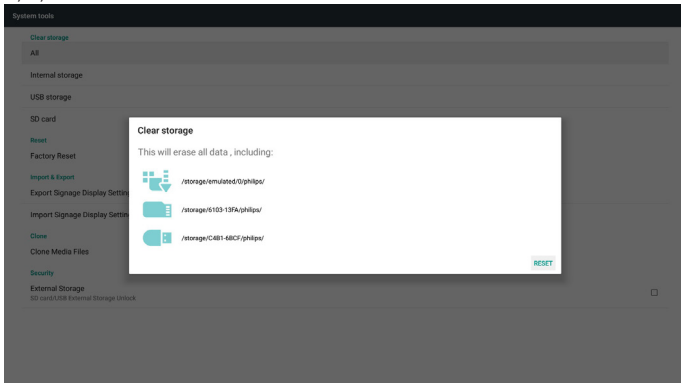 System tools
Clear storage
All
Internal storage
USB storage
SD card
Reset
Factory Reset
Import & Export
Export Signage Display Setting
Import Signage Display Settin
Clone
Clone Media Files
Security
External Storage
SD card/USB External Storage Unlock
Clear storage
This will erase all data , including:
/storage/emulated/0/philips/
/storage/6103-13FA/philips/
/storage/C4B1-6BCF/philips/
RESET